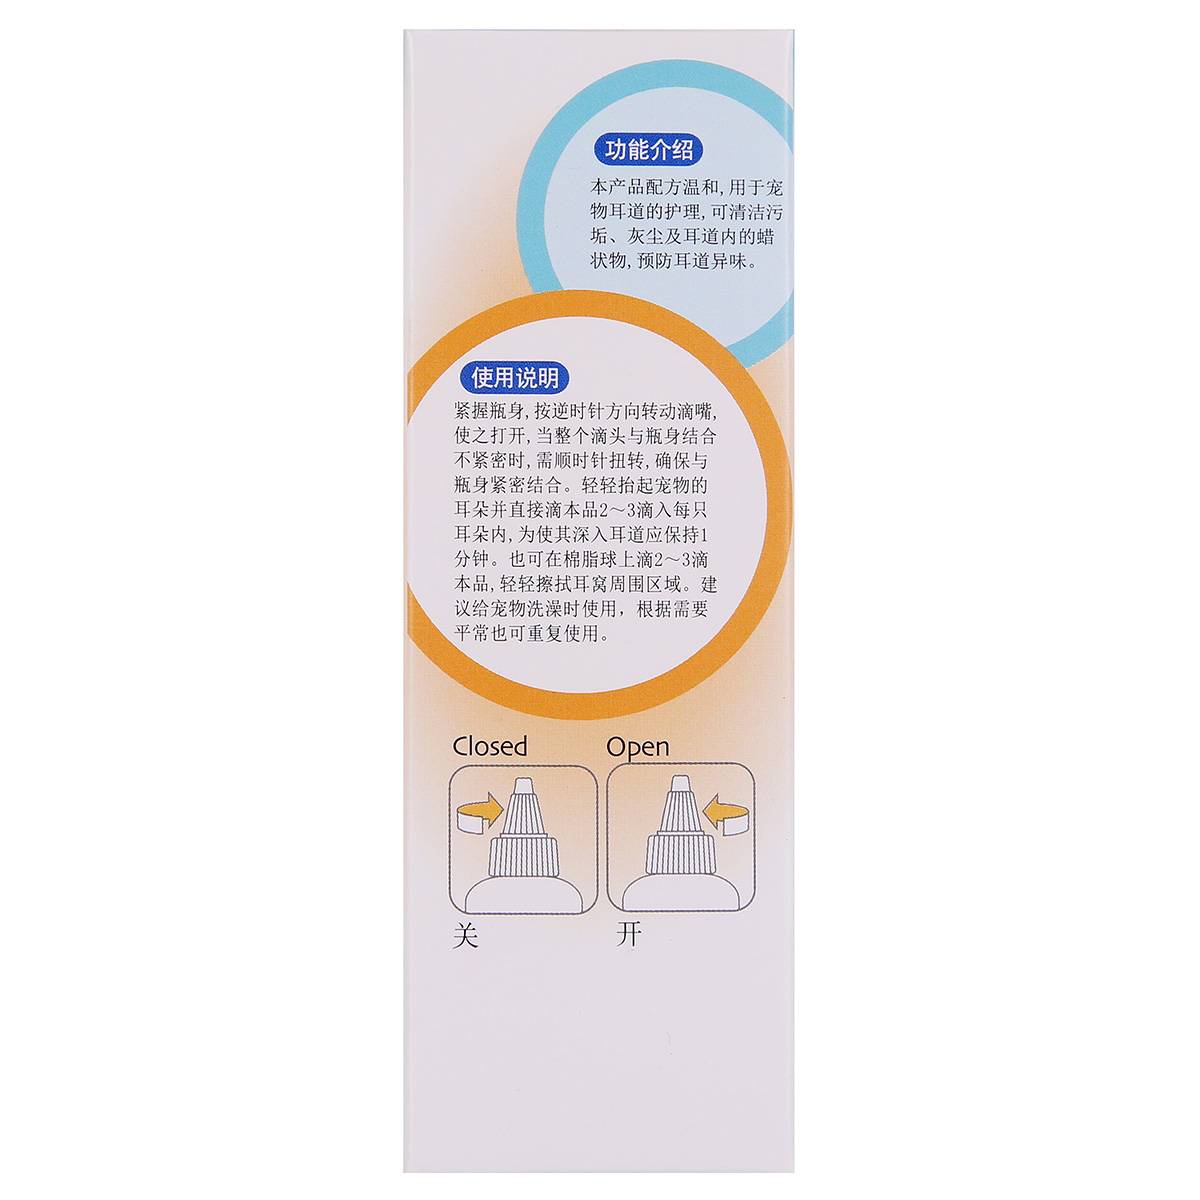 功能介绍
本产品配方温和,用于宠
物耳道的护理,可清洁污
垢、灰尘及耳道内的蜡
状物,预防耳道异味。
使用说明
紧握瓶身,按逆时针方向转动滴嘴,
使之打开,当整个滴头与瓶身结合
不紧密时,需顺时针扭转,确保与
瓶身紧密结合。轻轻抬起宠物的
耳朵并直接滴本品2～3滴入每只
耳朵内,为使其深入耳道应保持1
分钟。也可在棉脂球上滴2～3滴
本品,轻轻擦拭耳窝周围区域。建
议给宠物洗澡时使用，根据需要
平常也可重复使用。
Closed Open
关 开